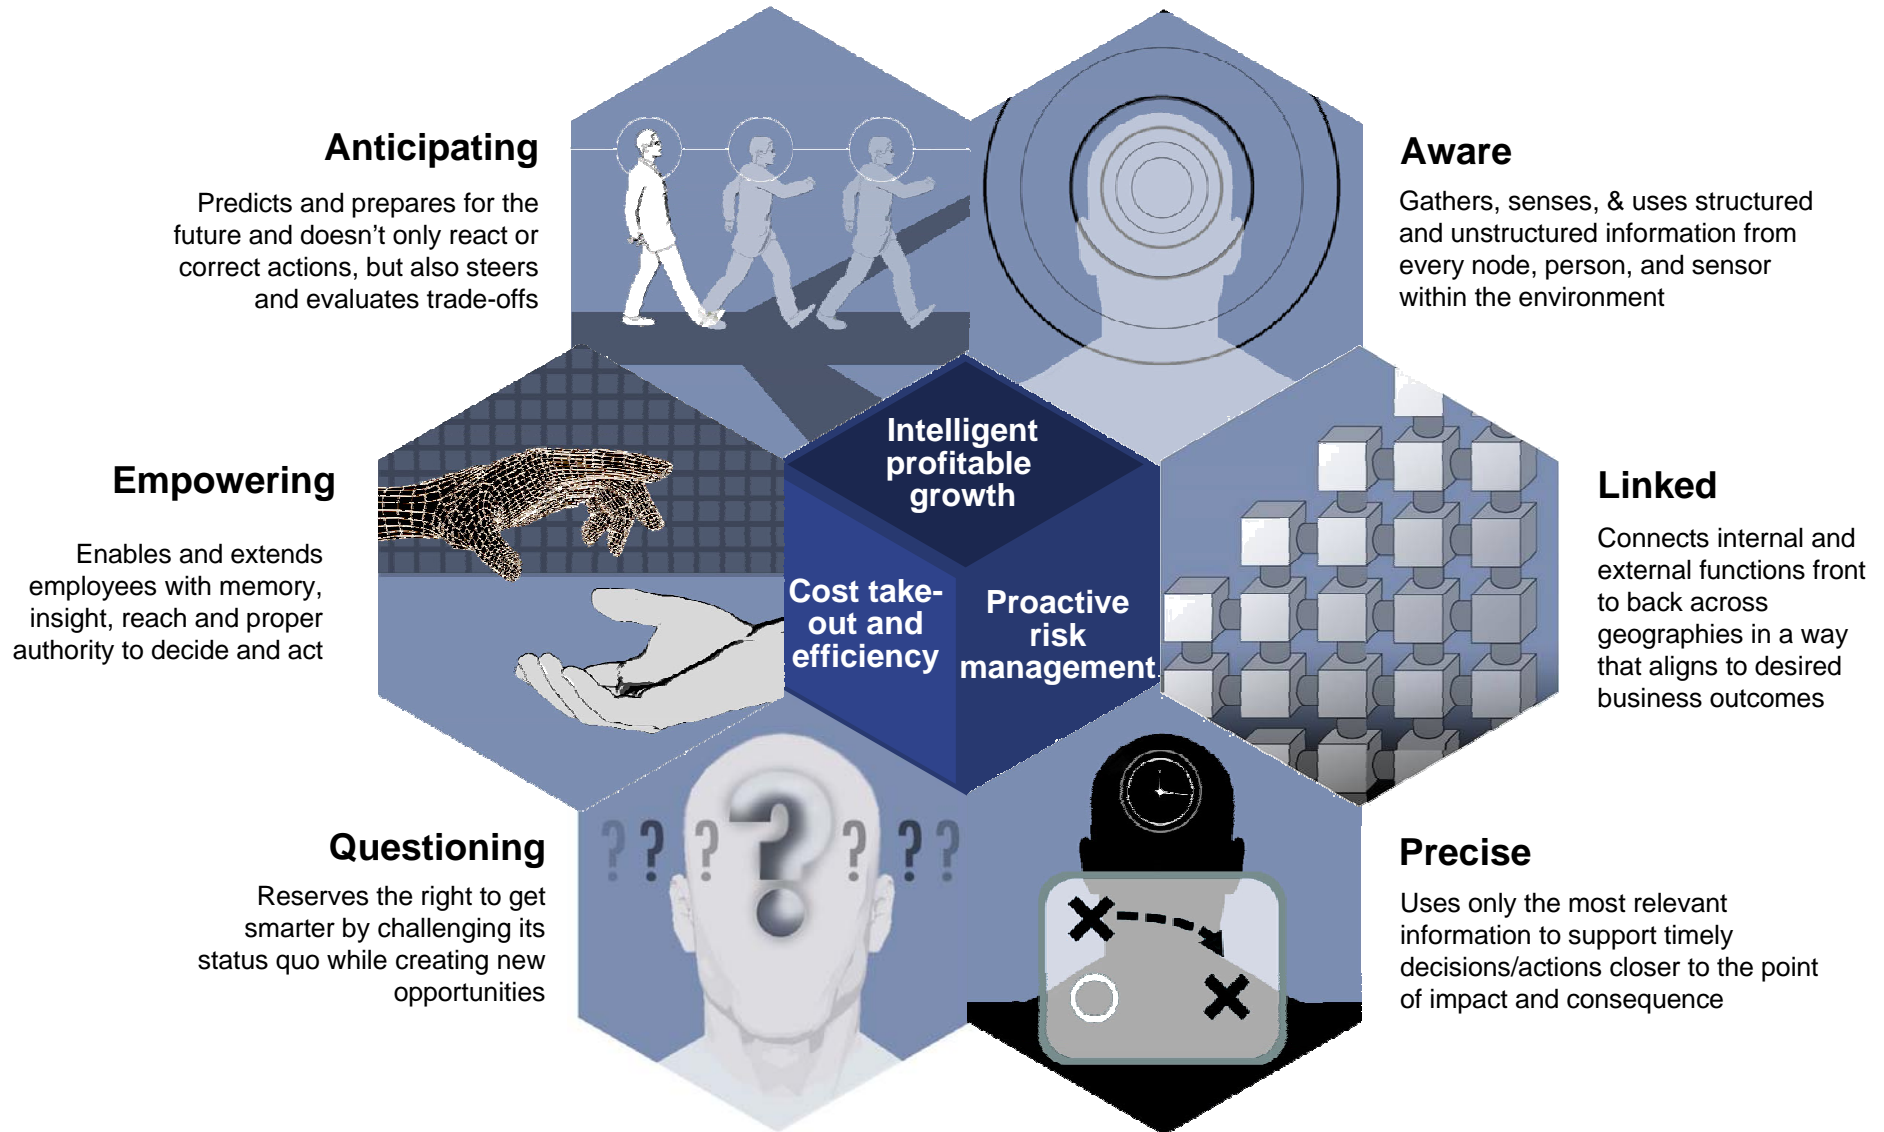 Anticipating
Predicts and prepares for the
future and doesn't only react or
correct actions, but also steers
and evaluates trade-offs
Aware
Gathers, senses, & uses structured
and unstructured information from
every node, person, and sensor
within the environment
Empowering
Enables and extends
employees with memory,
insight, reach and proper
authority to decide and act
Intelligent
profitable
growth
Cost take-
out and
efficiency
Proactive
risk
management
Linked
Connects internal and
external functions front
to back across
geographies in a way
that aligns to desired
business outcomes
Questioning
Reserves the right to get
smarter by challenging its
status quo while creating new
opportunities
? ? ? ? ? ? ?
Precise
Uses only the most relevant
information to support timely
decisions/actions closer to the point
of impact and consequence